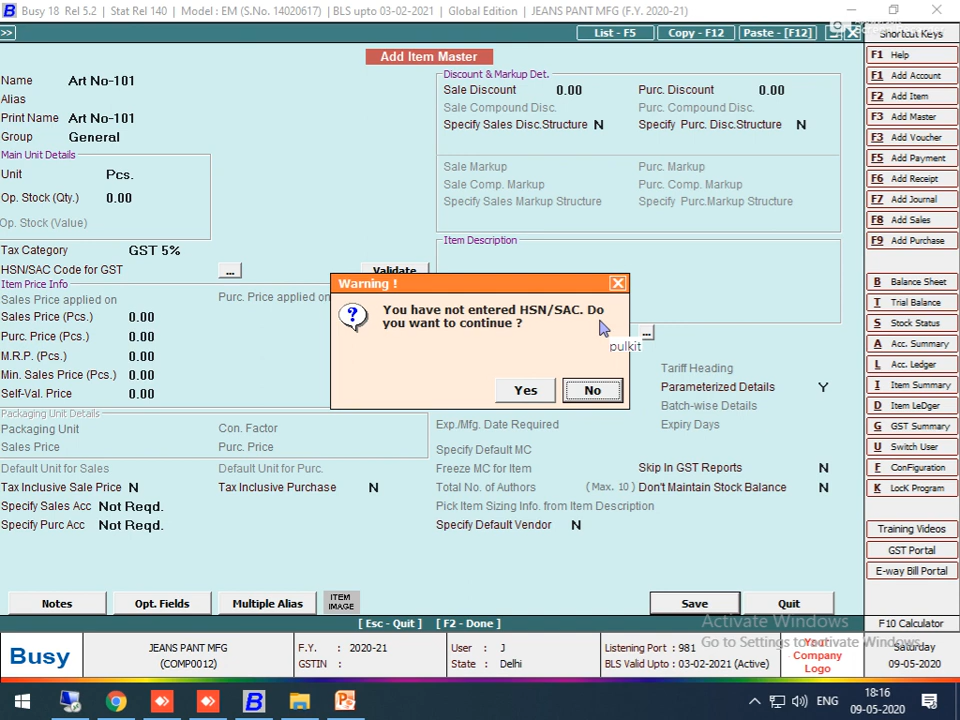 Busy 18 Rel 5.2 | Stat Rel 140 | Model : EM (S.No. 14020617) | BLS upto 03-02-2021 | Global Edition | JEANS PANT MFG (F.Y. 2020-21)
>> List - F5 Copy - F12 Paste - [F12] Shortcut Keys
Add Item Master
Name Art No-101
Alias
Print Name Art No-101
Group General
Main Unit Details
Unit Pcs.
Op. Stock (Qty.) 0.00
Op. Stock (Value)
Tax Category GST 5%
HSN/SAC Code for GST ... Validate
Item Price Info
Sales Price applied on Purc. Price applied on
Sales Price (Pcs.) 0.00
Purc. Price (Pcs.) 0.00
M.R.P. (Pcs.) 0.00
Min. Sales Price (Pcs.) 0.00
Self-Val. Price 0.00
Packaging Unit Details
Packaging Unit Con. Factor
Sales Price Purc. Price
Default Unit for Sales Default Unit for Purc.
Tax Inclusive Sale Price N Tax Inclusive Purchase N
Specify Sales Acc Not Reqd.
Specify Purc Acc Not Reqd.
Discount & Markup Det.
Sale Discount 0.00 Purc. Discount 0.00
Sale Compound Disc. Purc. Compound Disc.
Specify Sales Disc.Structure N Specify Purc. Disc.Structure N
Sale Markup Purc. Markup
Sale Comp. Markup Purc. Comp. Markup
Specify Sales Markup Structure Specify Purc.Markup Structure
Item Description
Warning !
You have not entered HSN/SAC. Do
you want to continue ?
pulkit
...
Yes No
Tariff Heading
Parameterized Details Y
Batch-wise Details
Exp./Mfg. Date Required Expiry Days
Specify Default MC
Freeze MC for Item Skip In GST Reports N
Total No. of Authors ( Max. 10 ) Don't Maintain Stock Balance N
Pick Item Sizing Info. from Item Description
Specify Default Vendor N
Notes Opt. Fields Multiple Alias ITEM
IMAGE
Save Quit
[ Esc - Quit ] [ F2 - Done ]
F1 Help
F1 Add Account
F2 Add Item
F3 Add Master
F3 Add Voucher
F5 Add Payment
F6 Add Receipt
F7 Add Journal
F8 Add Sales
F9 Add Purchase
B Balance Sheet
T Trial Balance
S Stock Status
A Acc. Summary
L Acc. Ledger
I Item Summary
D Item LeDger
G GST Summary
U Switch User
F ConFiguration
K LocK Program
Training Videos
GST Portal
E-way Bill Portal
F10 Calculator
Activate Windows
Go to Settings to activate Windows.
Busy
JEANS PANT MFG
(COMP0012)
F.Y. : 2020-21
GSTIN :
User : J
State : Delhi
Listening Port : 981
BLS Valid Upto : 03-02-2021 (Active)
Your
Company
Logo
Saturday
09-05-2020
ENG
18:16
09-05-2020